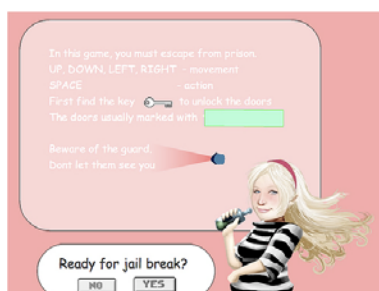 In this game, you must escape from prison.
UP, DOWN, LEFT, RIGHT - movement
SPACE - action
First find the key to unlock the doors
The doors usually marked with
Beware of the guard,
Dont let them see you
Ready for jail break?
NO YES